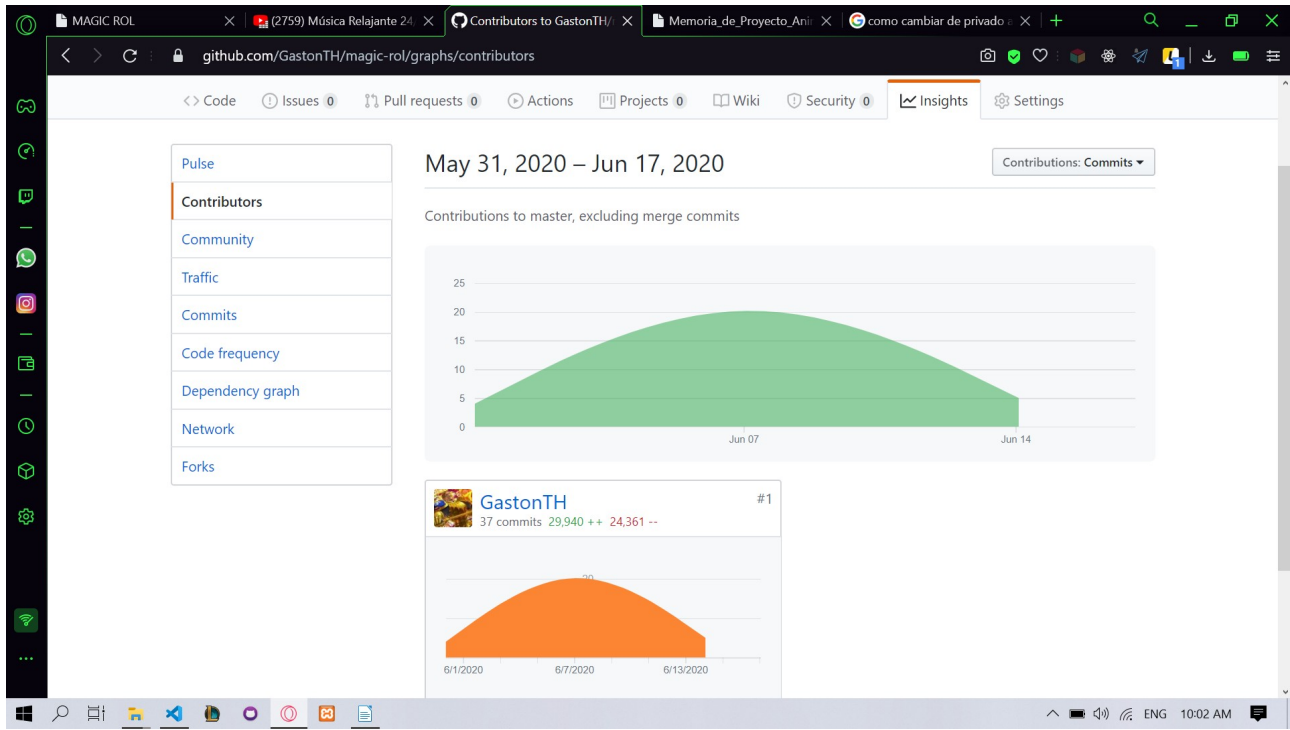 MAGIC ROL
(2759) Música Relajante 24/
Contributors to GastonTH/
Memoria_de_Proyecto_Ani
como cambiar de privado a
github.com/GastonTH/magic-rol/graphs/contributors
Code
Issues 0
Pull requests 0
Actions
Projects 0
Wiki
Security 0
Insights
Settings
Pulse
Contributors
Community
Traffic
Commits
Code frequency
Dependency graph
Network
Forks
May 31, 2020 – Jun 17, 2020
Contributions: Commits
Contributions to master, excluding merge commits
25
20
15
10
5
0
Jun 07
Jun 14
GastonTH
#1
37 commits 29,940 ++ 24,361 --
20
6/1/2020
6/7/2020
6/13/2020
1
ENG
10:02 AM